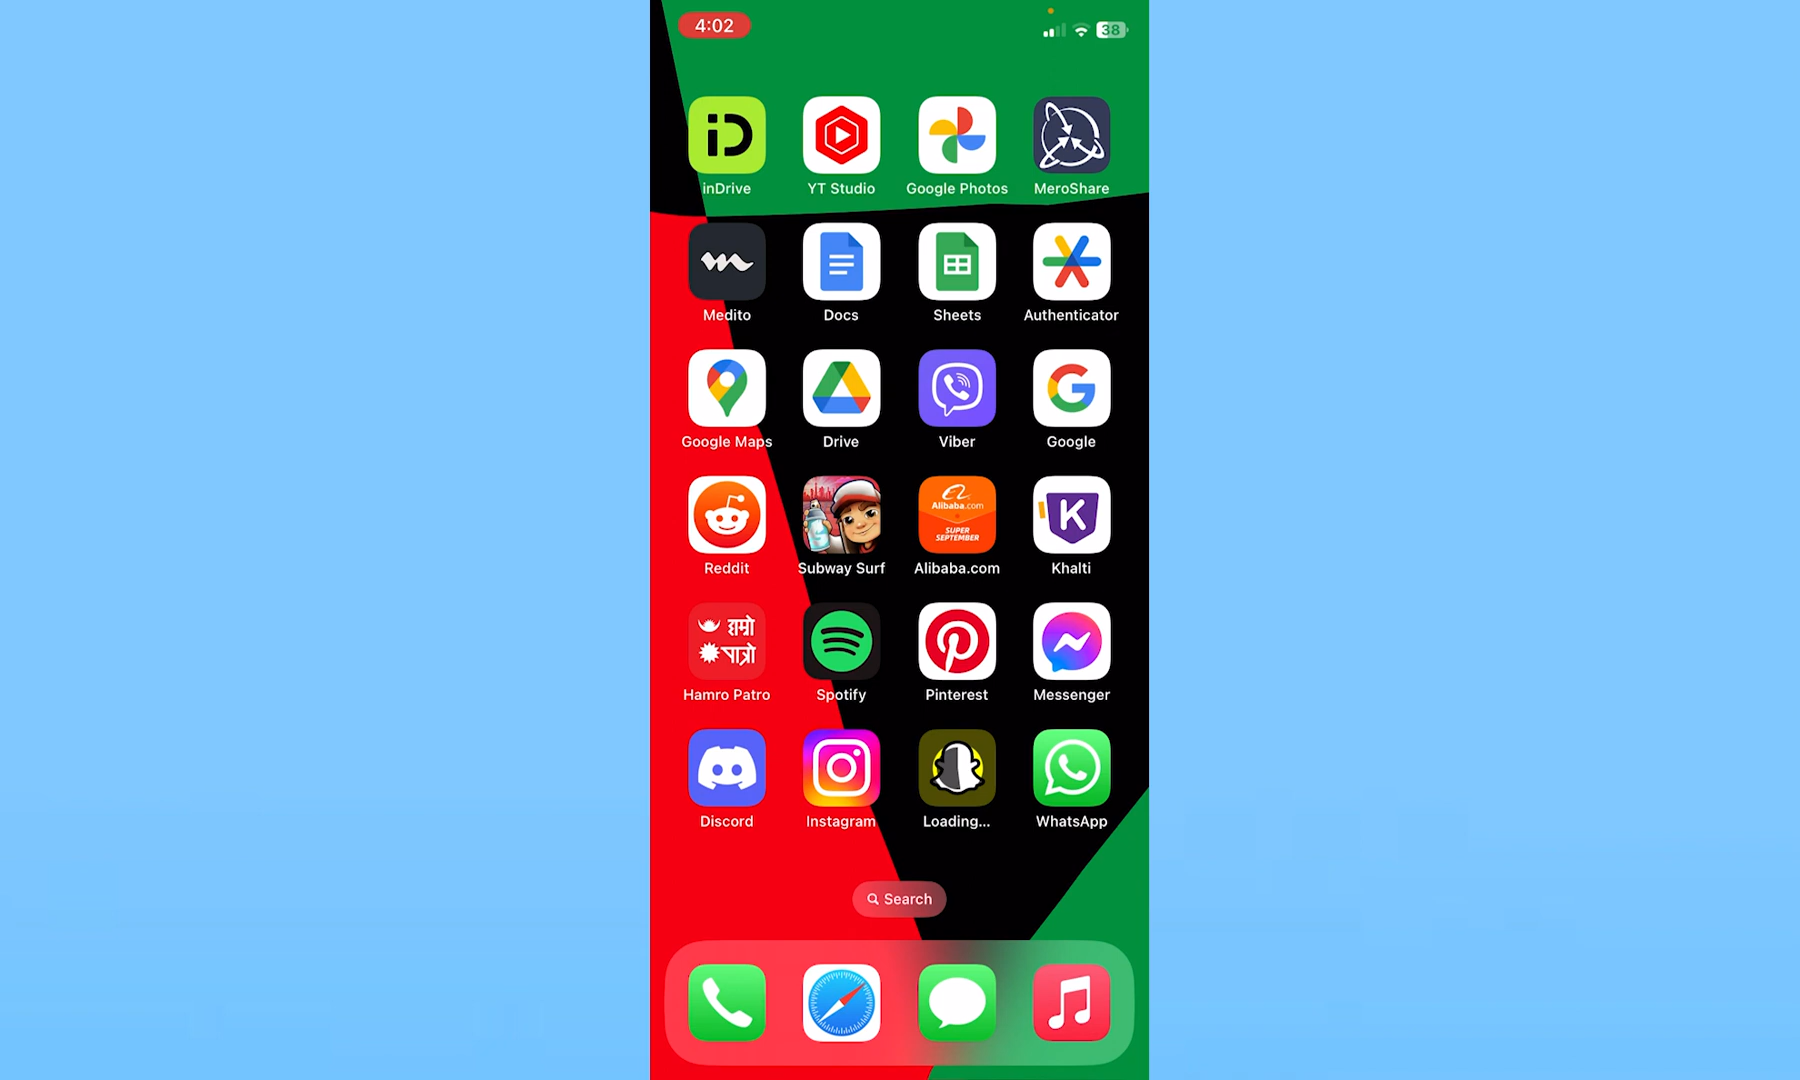 4:02
38
iD
inDrive
YT Studio
Google Photos
MeroShare
Medito
Docs
Sheets
Authenticator
Google Maps
Drive
Viber
Google
Alibaba.com
SUPER
SEPTEMBER
K
Reddit
Subway Surf
Alibaba.com
Khalti
हाम्रो
पात्रो
Hamro Patro
Spotify
Pinterest
Messenger
Discord
Instagram
Loading...
WhatsApp
Search